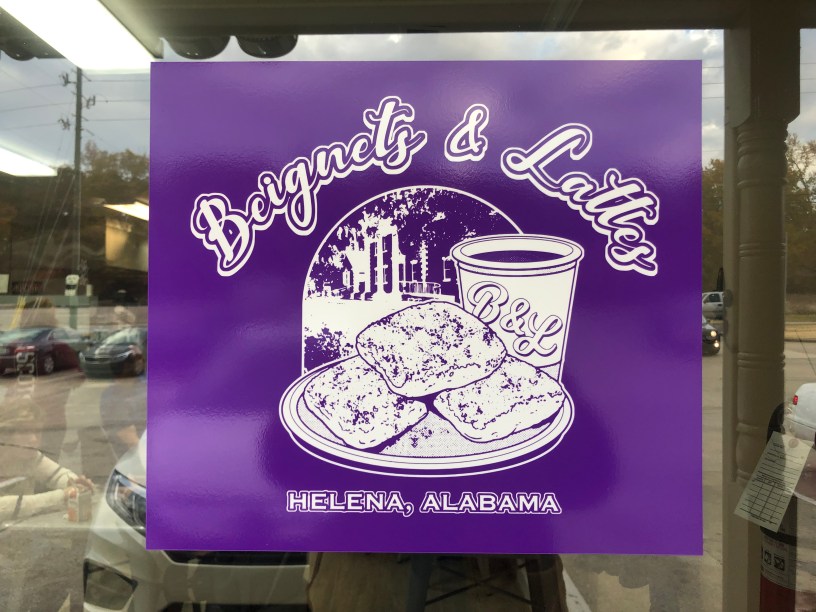 Beignets & Lattes
B&L
HELENA, ALABAMA